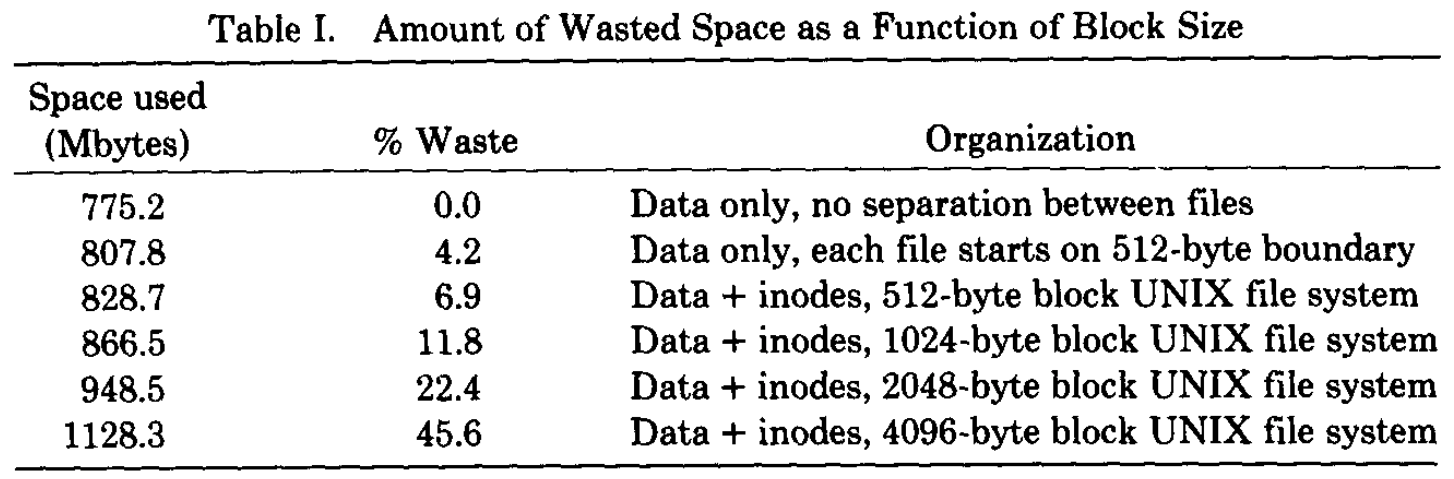 Table I. Amount of Wasted Space as a Function of Block Size
Space used
(Mbytes) % Waste Organization
775.2 0.0 Data only, no separation between files
807.8 4.2 Data only, each file starts on 512-byte boundary
828.7 6.9 Data + inodes, 512-byte block UNIX file system
866.5 11.8 Data + inodes, 1024-byte block UNIX file system
948.5 22.4 Data + inodes, 2048-byte block UNIX file system
1128.3 45.6 Data + inodes, 4096-byte block UNIX file system